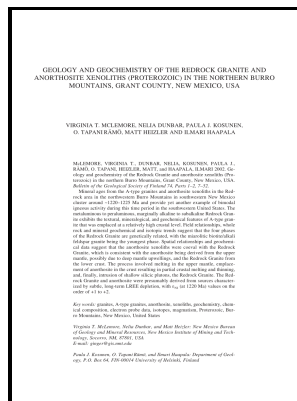 GEOLOGY AND GEOCHEMISTRY OF THE REDROCK GRANITE AND
ANORTHOSITE XENOLITHS (PROTEROZOIC) IN THE NORTHERN BURRO
MOUNTAINS, GRANT COUNTY, NEW MEXICO, USA
VIRGINIA T. MCLEMORE, NELIA DUNBAR, PAULA J. KOSUNEN,
O. TAPANI RÄMÖ, MATT HEIZLER AND ILMARI HAAPALA
McLEMORE, VIRGINIA T., DUNBAR, NELIA, KOSUNEN, PAULA J.,
RÄMÖ, O. TAPANI, HEIZLER, MATT, HAAPALA, ILMARI 2002. Ge-
ology and geochemistry of the Redrock Granite and anorthosite xenoliths (Pro-
terozoic) in the northern Burro Mountains, Grant County, New Mexico, USA.
Bulletin of the Geological Society of Finland 74, Parts 1–2, 7–52.
Mineral ages from the A-type granites and anorthosite xenoliths in the Red-
rock area in the northwestern Burro Mountains in southwestern New Mexico
cluster around ~1220–1225 Ma and provide yet another example of bimodal
igneous activity during this time period in the southwestern United States. The
metaluminous to peraluminous, marginally alkaline to subalkaline Redrock Gran-
ite exhibits the textural, mineralogical, and geochemical features of A-type granite
that was emplaced at a relatively high crustal level. Field relationships, whole
rock and mineral geochemical and isotopic trends suggest that the four phases
of the Redrock Granite are genetically related, with the miarolitic biotite/alkali
feldspar granite being the youngest phase. Spatial relationships and geochemi-
cal data suggest that the anorthosite xenoliths were coeval with the Redrock
Granite, which is consistent with the anorthosite being derived from the upper
mantle, possibly due to deep mantle upwellings, and the Redrock Granite from
the lower crust. The process involved melting in the upper mantle, emplace-
ment of anorthosite in the crust resulting in partial crustal melting and thinning,
and, finally, intrusion of shallow silicic plutons, the Redrock Granite. The Red-
rock Granite and anorthosite were presumably derived from sources character-
ized by subtle, long-term LREE depletion, with εNd (at 1220 Ma) values on the
order of +1 to +2.
Key words: granites, A-type granites, anorthosite, xenoliths, geochemistry, chem-
ical composition, electron probe data, isotopes, magmatism, Proterozoic, Bur-
ro Mountains, New Mexico, United States
Virginia T. McLemore, Nelia Dunbar, and Matt Heizler: New Mexico Bureau
of Geology and Mineral Resources, New Mexico Institute of Mining and Tech-
nology, Socorro, NM, 87801, USA
E-mail: ginger@gis.nmt.edu
Paula J. Kosunen, O. Tapani Rämö, and Ilmari Haapala: Department of Geol-
ogy, P.O. Box 64, FIN-00014 University of Helsinki, Finland